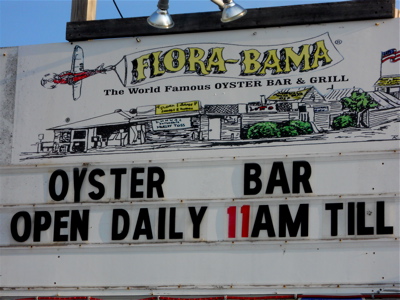 FLORA-BAMA®
The World Famous OYSTER BAR & GRILL
OYSTER BAR
OPEN DAILY 11AM TILL